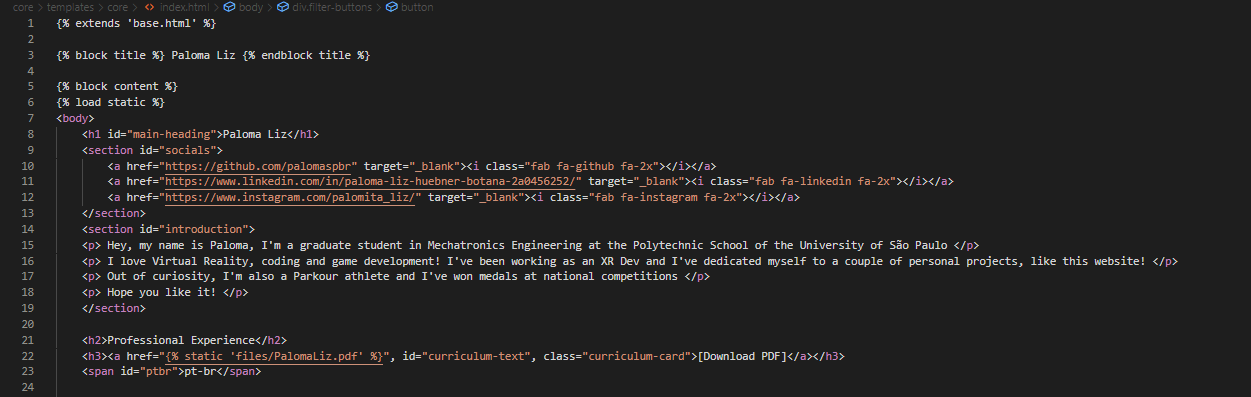 core > templates > core > <> index.html > body > div.filter-buttons > button
1 {% extends 'base.html' %}
2
3 {% block title %} Paloma Liz {% endblock title %}
4
5 {% block content %}
6 {% load static %}
7 <body>
8 <h1 id="main-heading">Paloma Liz</h1>
9 <section id="socials">
10 <a href="https://github.com/palomaspbr" target="_blank"><i class="fab fa-github fa-2x"></i></a>
11 <a href="https://www.linkedin.com/in/paloma-liz-huebner-botana-2a0456252/" target="_blank"><i class="fab fa-linkedin fa-2x"></i></a>
12 <a href="https://www.instagram.com/palomita_liz/" target="_blank"><i class="fab fa-instagram fa-2x"></i></a>
13 </section>
14 <section id="introduction">
15 <p> Hey, my name is Paloma, I'm a graduate student in Mechatronics Engineering at the Polytechnic School of the University of São Paulo </p>
16 <p> I love Virtual Reality, coding and game development! I've been working as an XR Dev and I've dedicated myself to a couple of personal projects, like this website! </p>
17 <p> Out of curiosity, I'm also a Parkour athlete and I've won medals at national competitions </p>
18 <p> Hope you like it! </p>
19 </section>
20
21 <h2>Professional Experience</h2>
22 <h3><a href="{% static 'files/PalomaLiz.pdf' %}", id="curriculum-text", class="curriculum-card">[Download PDF]</a></h3>
23 <span id="ptbr">pt-br</span>
24